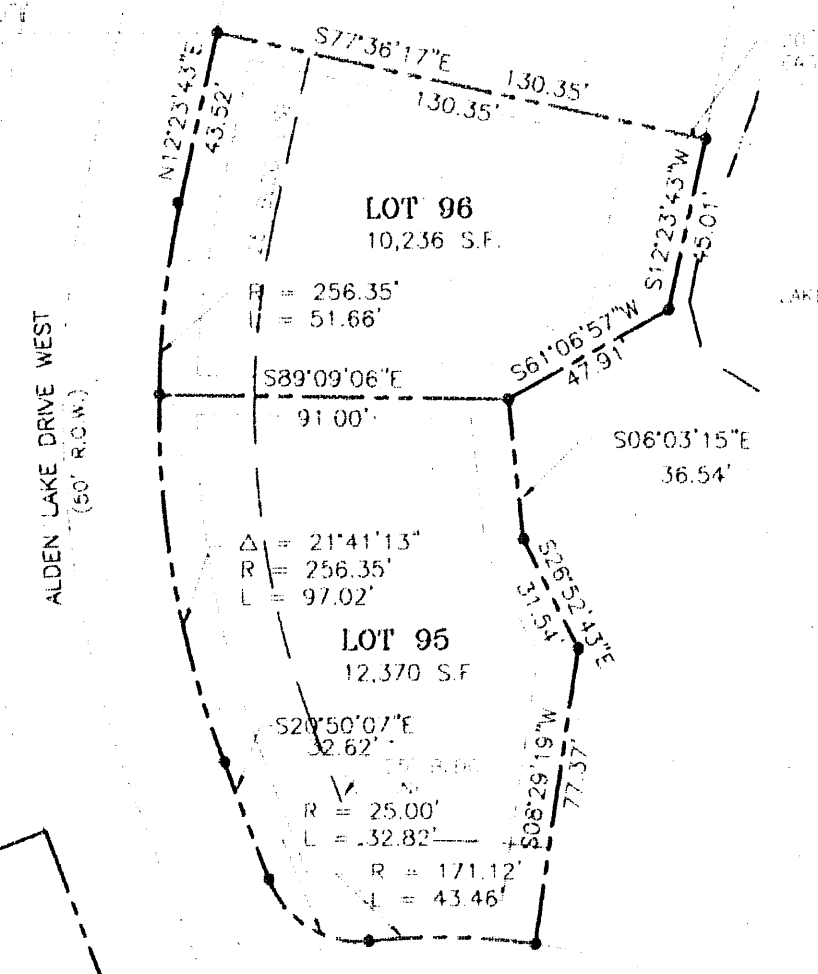 S77°36'17"E
130.35'
130.35'
N12°23'43"E
43.52'
LOT 96
10,236 S.F.
S12°23'43"W
45.01'
R = 256.35'
L = 51.66'
S61°06'57"W
47.91'
S89°09'06"E
91.00'
ALDEN LAKE DRIVE WEST
(50' R.O.W.)
S06°03'15"E
36.54'
Δ = 21°41'13"
R = 256.35'
L = 97.02'
S26°52'43"E
31.54'
LOT 95
12,370 S.F
S20°50'07"E
32.62'
S08°29'19"W
77.37'
R = 25.00'
L = 32.82'
R = 171.12'
L = 43.46'